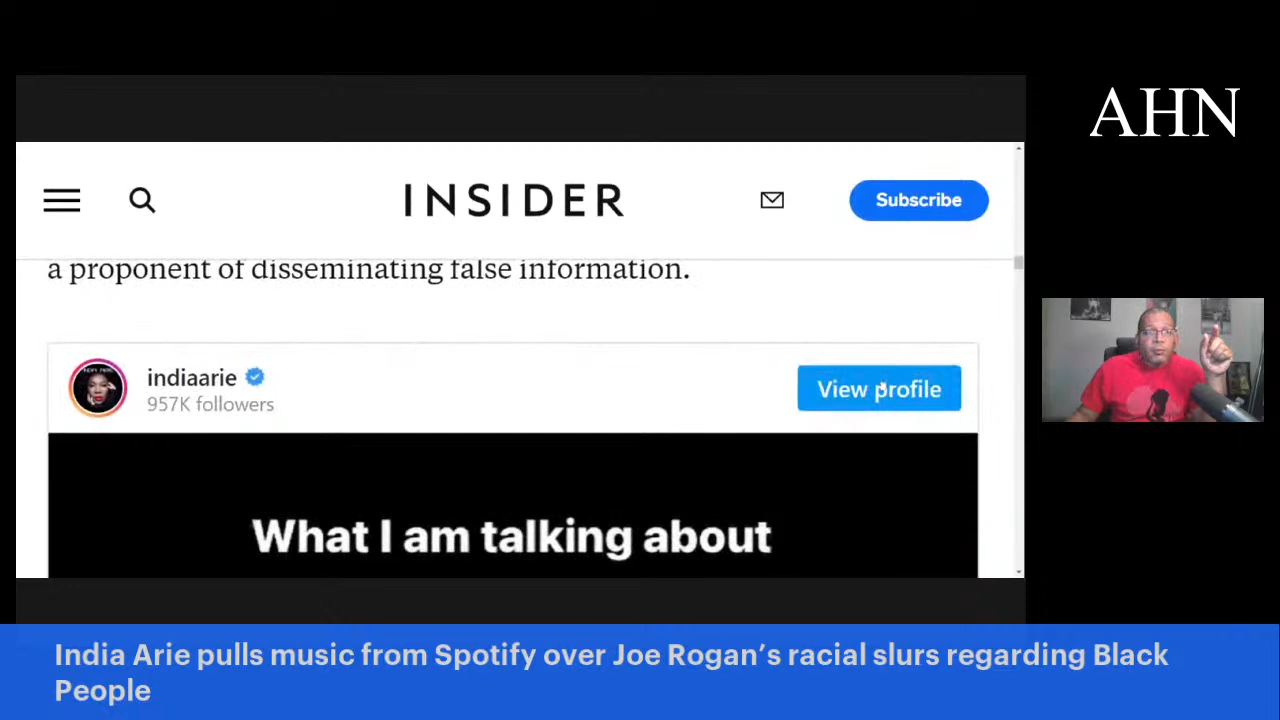 AHN
INSIDER
Subscribe
a proponent of disseminating false information.
indiaarie
957K followers
View profile
What I am talking about
India Arie pulls music from Spotify over Joe Rogan’s racial slurs regarding Black
People